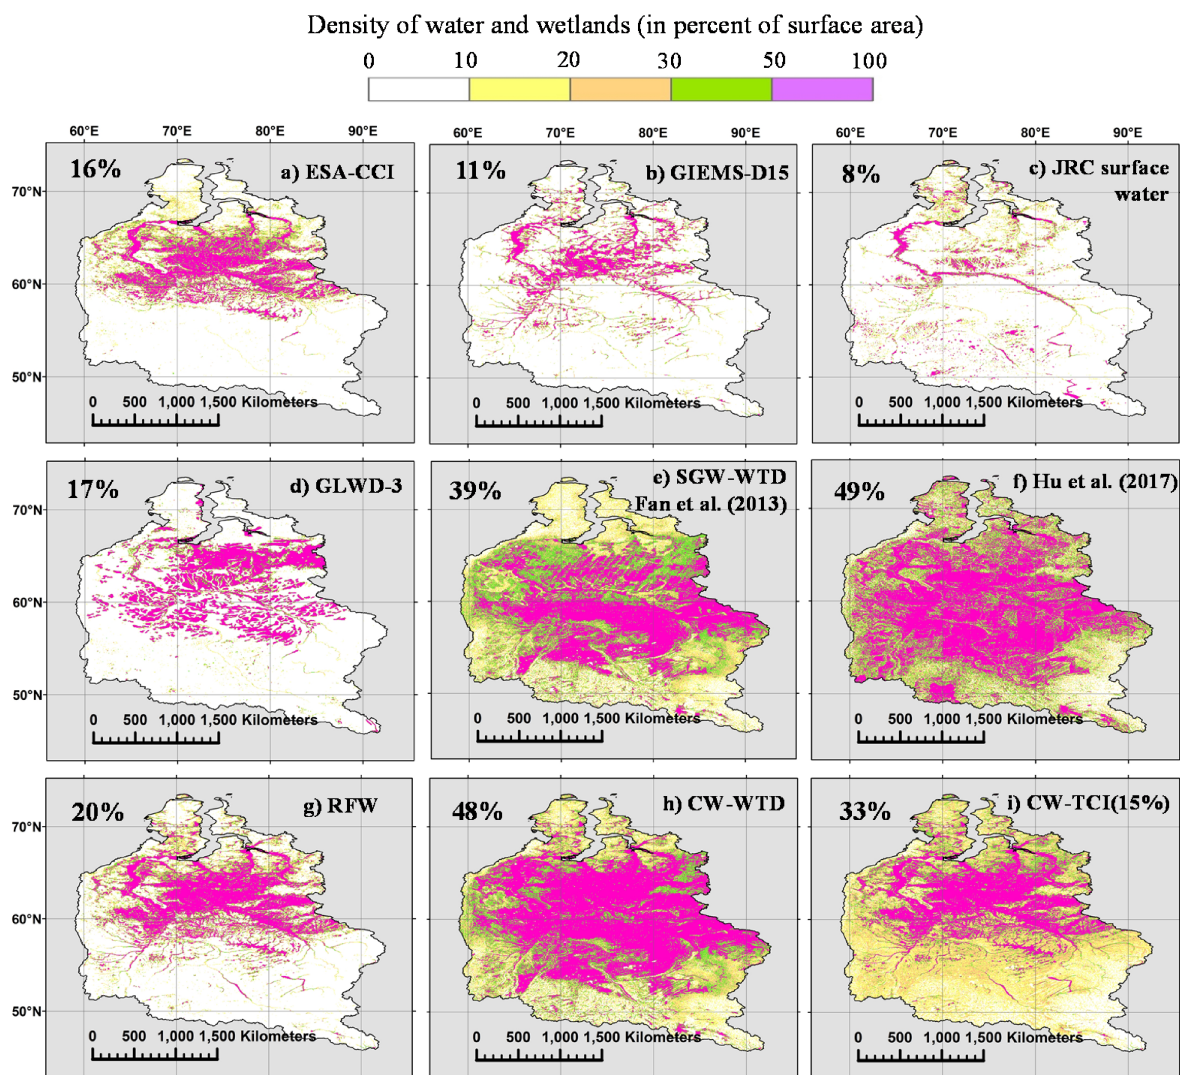 Density of water and wetlands (in percent of surface area)
0 10 20 30 50 100
60°E 70°E 80°E 90°E 60°E 70°E 80°E 90°E 60°E 70°E 80°E 90°E
16% a) ESA-CCI
70°N
60°N
50°N
0 500 1,000 1,500 Kilometers
11% b) GIEMS-D15
0 500 1,000 1,500 Kilometers
8% c) JRC surface
water
0 500 1,000 1,500 Kilometers
17% d) GLWD-3
70°N
60°N
50°N
0 500 1,000 1,500 Kilometers
39% e) SGW-WTD
Fan et al. (2013)
0 500 1,000 1,500 Kilometers
49% f) Hu et al. (2017)
0 500 1,000 1,500 Kilometers
20% g) RFW
70°N
60°N
50°N
0 500 1,000 1,500 Kilometers
48% h) CW-WTD
0 500 1,000 1,500 Kilometers
33% i) CW-TCI(15%)
0 500 1,000 1,500 Kilometers